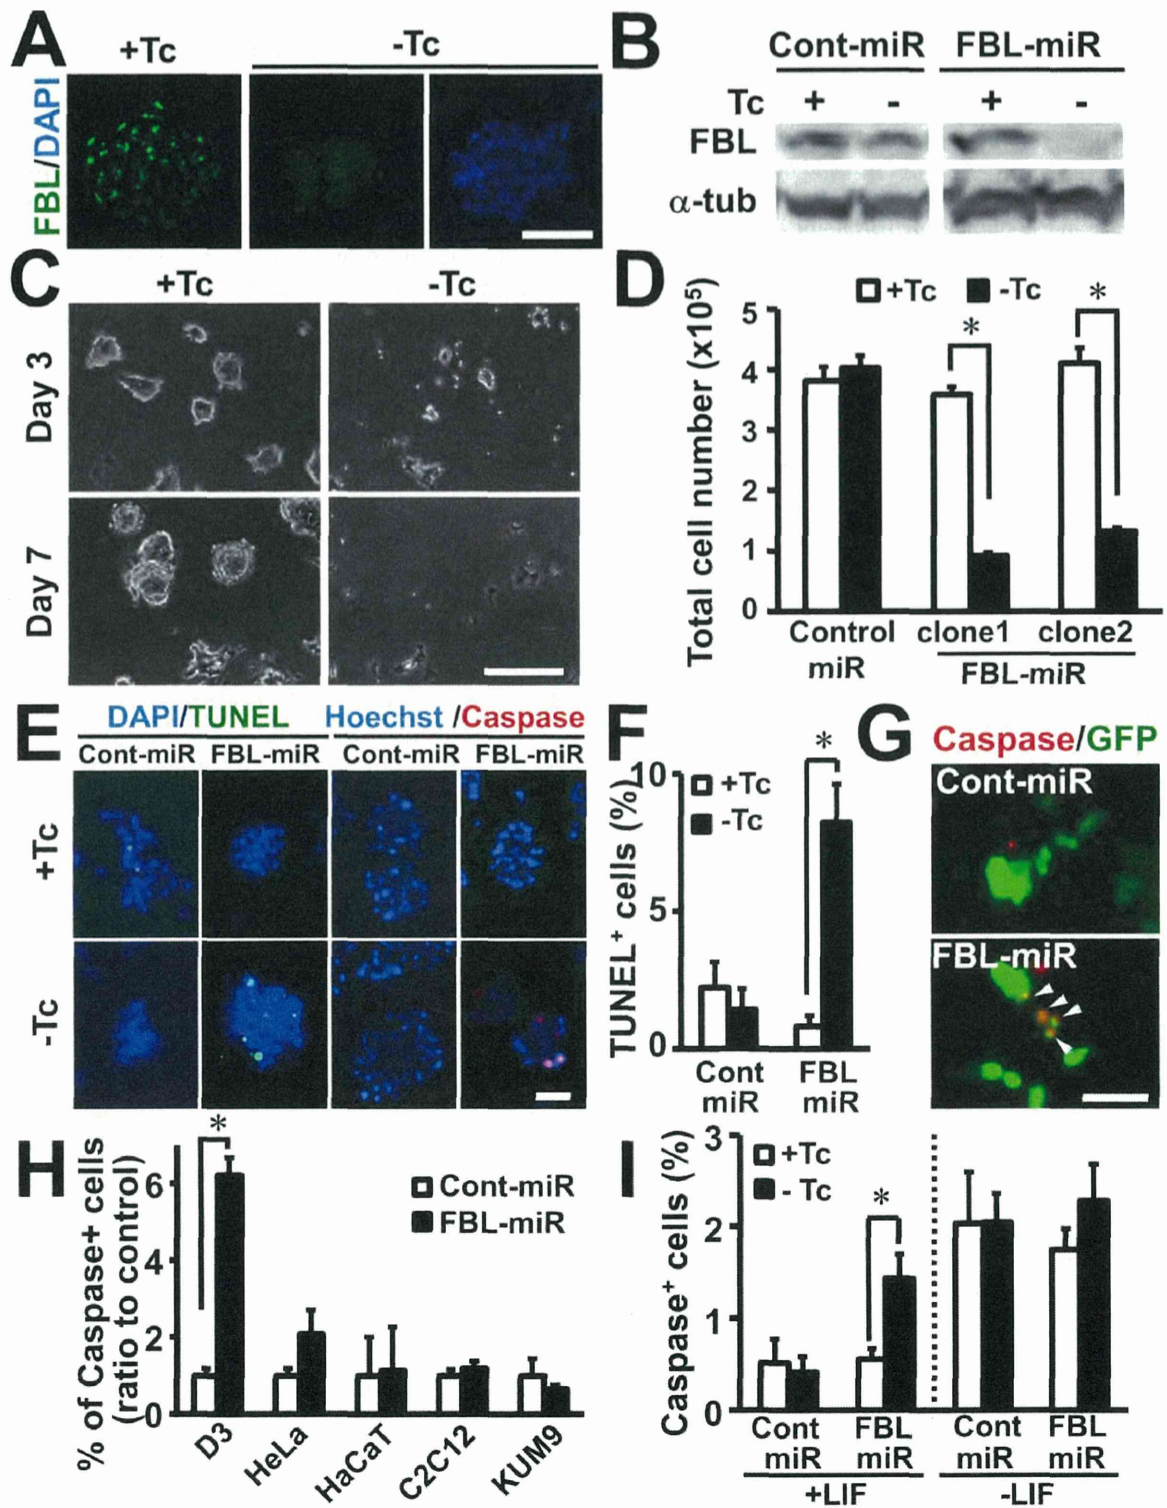 A
+Tc
-Tc
FBL/DAPI
B
Cont-miR FBL-miR
Tc + - + -
FBL
α-tub
C
+Tc
-Tc
Day 3
Day 7
D
+Tc -Tc
Total cell number (x10⁵)
5
4
3
2
1
0
* *
Control miR
clone1 clone2
FBL-miR
E
DAPI/TUNEL Hoechst /Caspase
Cont-miR FBL-miR Cont-miR FBL-miR
+Tc
-Tc
F
+Tc
-Tc
*
TUNEL⁺ cells (%)
10
5
0
Cont miR
FBL miR
G
Caspase/GFP
Cont-miR
FBL-miR
H
% of Caspase+ cells
(ratio to control)
6
4
2
0
*
Cont-miR
FBL-miR
D3
HeLa
HaCaT
C2C12
KUM9
I
+Tc
- Tc
*
Caspase⁺ cells (%)
3
2
1
0
Cont miR
FBL miR
Cont miR
FBL miR
+LIF -LIF